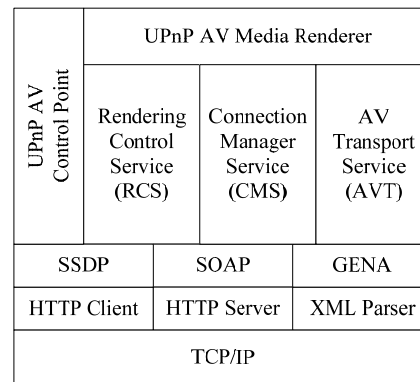 UPnP AV
Control Point
UPnP AV Media Renderer
Rendering
Control
Service
(RCS)
Connection
Manager
Service
(CMS)
AV
Transport
Service
(AVT)
SSDP
SOAP
GENA
HTTP Client
HTTP Server
XML Parser
TCP/IP